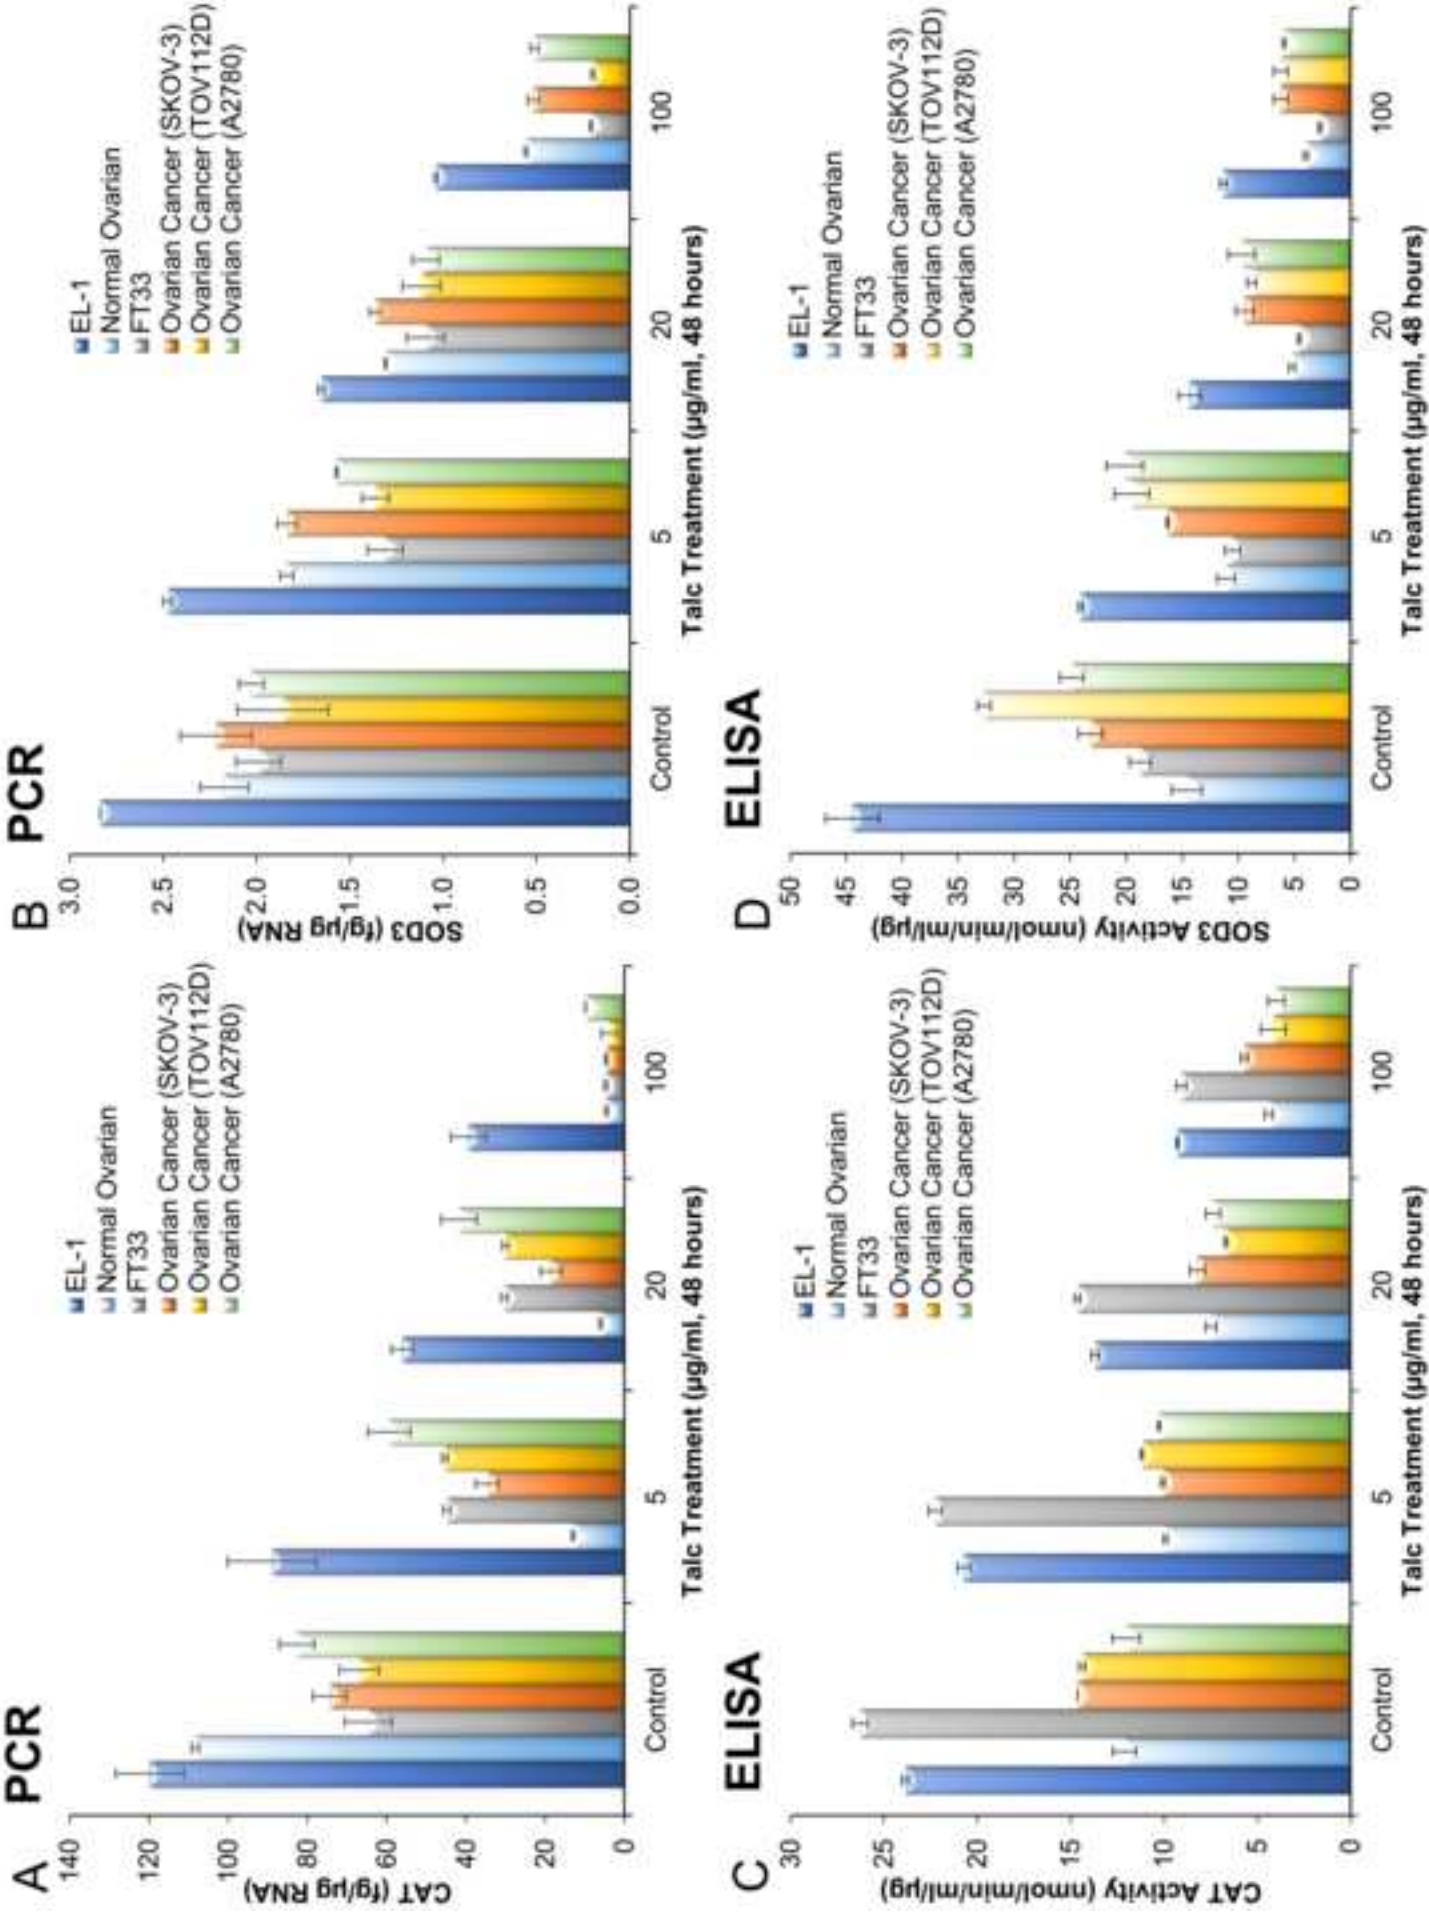 A
PCR
CAT (fg/µg RNA)
140
120
100
80
60
40
20
0
EL-1
Normal Ovarian
FT33
Ovarian Cancer (SKOV-3)
Ovarian Cancer (TOV112D)
Ovarian Cancer (A2780)
Control
5
20
100
Talc Treatment (µg/ml, 48 hours)
B
PCR
SOD3 (fg/µg RNA)
3.0
2.5
2.0
1.5
1.0
0.5
0.0
EL-1
Normal Ovarian
FT33
Ovarian Cancer (SKOV-3)
Ovarian Cancer (TOV112D)
Ovarian Cancer (A2780)
Control
5
20
100
Talc Treatment (µg/ml, 48 hours)
C
ELISA
CAT Activity (nmol/min/ml/µg)
30
25
20
15
10
5
0
EL-1
Normal Ovarian
FT33
Ovarian Cancer (SKOV-3)
Ovarian Cancer (TOV112D)
Ovarian Cancer (A2780)
Control
5
20
100
Talc Treatment (µg/ml, 48 hours)
D
ELISA
SOD3 Activity (nmol/min/ml/µg)
50
45
40
35
30
25
20
15
10
5
0
EL-1
Normal Ovarian
FT33
Ovarian Cancer (SKOV-3)
Ovarian Cancer (TOV112D)
Ovarian Cancer (A2780)
Control
5
20
100
Talc Treatment (µg/ml, 48 hours)